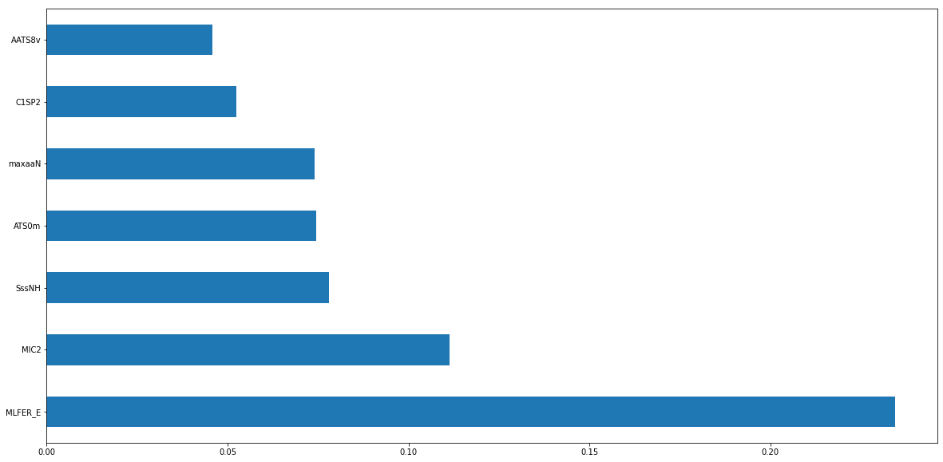 AATS8v
C1SP2
maxaaN
ATS0m
SssNH
MIC2
MLFER_E
0.00 0.05 0.10 0.15 0.20